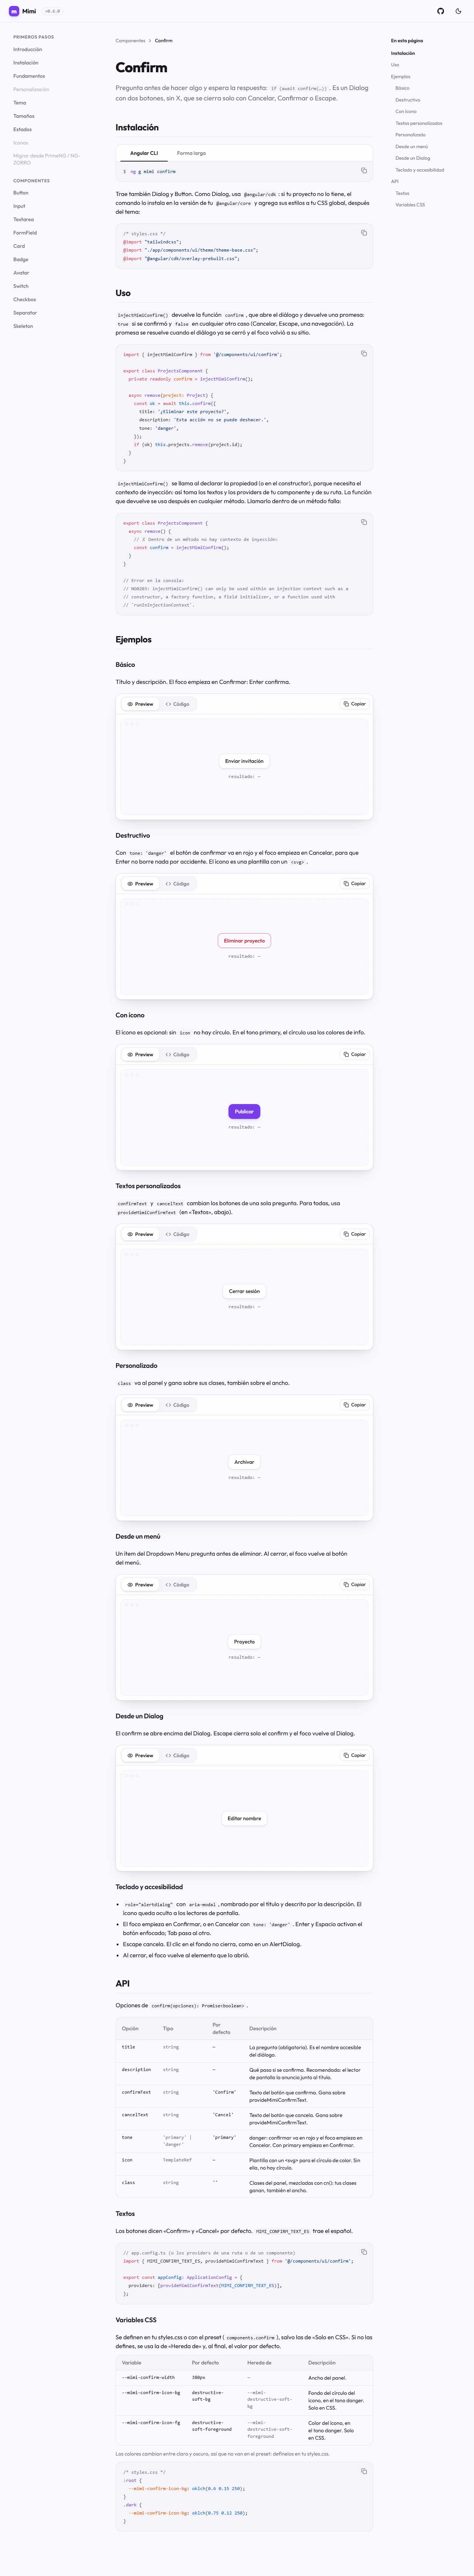 Mimi
v0.5.0
PRIMEROS PASOS
Introducción
Instalación
Fundamentos
Personalización
Tema
Tamaños
Estados
Iconos
Migrar desde PrimeNG / NG-
ZORRO
COMPONENTES
Button
Input
Textarea
FormField
Card
Badge
Avatar
Switch
Checkbox
Separator
Skeleton
Componentes > Confirm
Confirm
Pregunta antes de hacer algo y espera la respuesta: if (await confirm(…)). Es un Dialog
con dos botones, sin X, que se cierra solo con Cancelar, Confirmar o Escape.
Instalación
Angular CLI
Forma larga
$ ng g mimi confirm
Trae también Dialog y Button. Como Dialog, usa @angular/cdk: si tu proyecto no lo tiene, el
comando lo instala en la versión de tu @angular/core y agrega sus estilos a tu CSS global, después
del tema:
/* styles.css */
@import "tailwindcss";
@import "./app/components/ui/theme/theme-base.css";
@import "@angular/cdk/overlay-prebuilt.css";
Uso
injectMimiConfirm() devuelve la función confirm, que abre el diálogo y devuelve una promesa:
true si se confirmó y false en cualquier otro caso (Cancelar, Escape, una navegación). La
promesa se resuelve cuando el diálogo ya se cerró y el foco volvió a su sitio.
import { injectMimiConfirm } from '@/components/ui/confirm';
export class ProjectsComponent {
private readonly confirm = injectMimiConfirm();
async remove(project: Project) {
const ok = await this.confirm({
title: '¿Eliminar este proyecto?',
description: 'Esta acción no se puede deshacer.',
tone: 'danger',
});
if (ok) this.projects.remove(project.id);
}
}
injectMimiConfirm() se llama al declarar la propiedad (o en el constructor), porque necesita el
contexto de inyección: así toma los textos y los providers de tu componente y de su ruta. La función
que devuelve se usa después en cualquier método. Llamarla dentro de un método falla:
export class ProjectsComponent {
async remove() {
// X Dentro de un método no hay contexto de inyección:
const confirm = injectMimiConfirm();
}
}
// Error en la consola:
// NG0203: injectMimiConfirm() can only be used within an injection context such as a
// constructor, a factory function, a field initializer, or a function used with
// `runInInjectionContext`.
Ejemplos
Básico
Título y descripción. El foco empieza en Confirmar: Enter confirma.
Preview
Código
Copiar
Enviar invitación
resultado: —
Destructivo
Con tone: 'danger' el botón de confirmar va en rojo y el foco empieza en Cancelar, para que
Enter no borre nada por accidente. El icono es una plantilla con un <svg>.
Preview
Código
Copiar
Eliminar proyecto
resultado: —
Con icono
El icono es opcional: sin icon no hay círculo. En el tono primary, el círculo usa los colores de info.
Preview
Código
Copiar
Publicar
resultado: —
Textos personalizados
confirmText y cancelText cambian los botones de una sola pregunta. Para todas, usa
provideMimiConfirmText (en «Textos», abajo).
Preview
Código
Copiar
Cerrar sesión
resultado: —
Personalizado
class va al panel y gana sobre sus clases, también sobre el ancho.
Preview
Código
Copiar
Archivar
resultado: —
Desde un menú
Un ítem del Dropdown Menu pregunta antes de eliminar. Al cerrar, el foco vuelve al botón
del menú.
Preview
Código
Copiar
Proyecto
resultado: —
Desde un Dialog
El confirm se abre encima del Dialog. Escape cierra solo el confirm y el foco vuelve al Dialog.
Preview
Código
Copiar
Editar nombre
Teclado y accesibilidad
role="alertdialog" con aria-modal, nombrado por el título y descrito por la descripción. El
icono queda oculto a los lectores de pantalla.
El foco empieza en Confirmar, o en Cancelar con tone: 'danger'. Enter y Espacio activan el
botón enfocado; Tab pasa al otro.
Escape cancela. El clic en el fondo no cierra, como en un AlertDialog.
Al cerrar, el foco vuelve al elemento que lo abrió.
API
Opciones de confirm(opciones): Promise<boolean>.
Opción Tipo Por defecto Descripción
title string — La pregunta (obligatoria). Es el nombre accesible
del diálogo.
description string — Qué pasa si se confirma. Recomendada: el lector
de pantalla la anuncia junto al título.
confirmText string 'Confirm' Texto del botón que confirma. Gana sobre
provideMimiConfirmText.
cancelText string 'Cancel' Texto del botón que cancela. Gana sobre
provideMimiConfirmText.
tone 'primary' | 'danger' 'primary' danger: confirmar va en rojo y el foco empieza en
Cancelar. Con primary empieza en Confirmar.
icon TemplateRef — Plantilla con un <svg> para el círculo de color. Sin
ella, no hay círculo.
class string '' Clases del panel, mezcladas con cn(): tus clases
ganan, también el ancho.
Textos
Los botones dicen «Confirm» y «Cancel» por defecto. MIMI_CONFIRM_TEXT_ES trae el español.
// app.config.ts (o los providers de una ruta o de un componente)
import { MIMI_CONFIRM_TEXT_ES, provideMimiConfirmText } from '@/components/ui/confirm';
export const appConfig: ApplicationConfig = {
providers: [provideMimiConfirmText(MIMI_CONFIRM_TEXT_ES)],
};
Variables CSS
Se definen en tu styles.css o con el preset (components.confirm), salvo las de «Solo en CSS». Si no las
defines, se usa la de «Hereda de» y, al final, el valor por defecto.
Variable Por defecto Hereda de Descripción
--mimi-confirm-width 380px — Ancho del panel.
--mimi-confirm-icon-bg destructive-soft-bg --mimi-destructive-soft-bg Fondo del círculo del
icono, en el tono danger.
Solo en CSS.
--mimi-confirm-icon-fg destructive-soft-foreground --mimi-destructive-soft-foreground Color del icono, en
el tono danger. Solo
en CSS.
Los colores cambian entre claro y oscuro, así que no van en el preset: defínelos en tu styles.css.
/* styles.css */
:root {
--mimi-confirm-icon-bg: oklch(0.6 0.15 250);
}
.dark {
--mimi-confirm-icon-bg: oklch(0.75 0.12 250);
}
En esta página
Instalación
Uso
Ejemplos
Básico
Destructivo
Con icono
Textos personalizados
Personalizado
Desde un menú
Desde un Dialog
Teclado y accesibilidad
API
Textos
Variables CSS